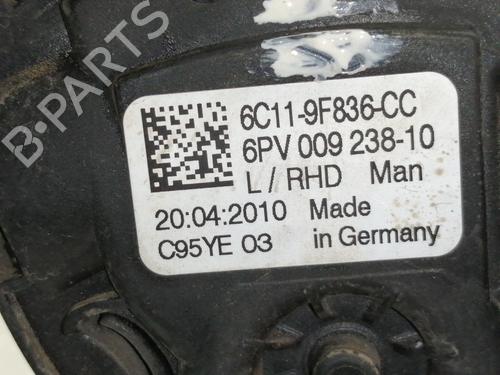 B-PARTS
6C11-9F836-CC
6PV 009 238-10
L / RHD Man
20:04:2010 Made
C95YE 03 in Germany